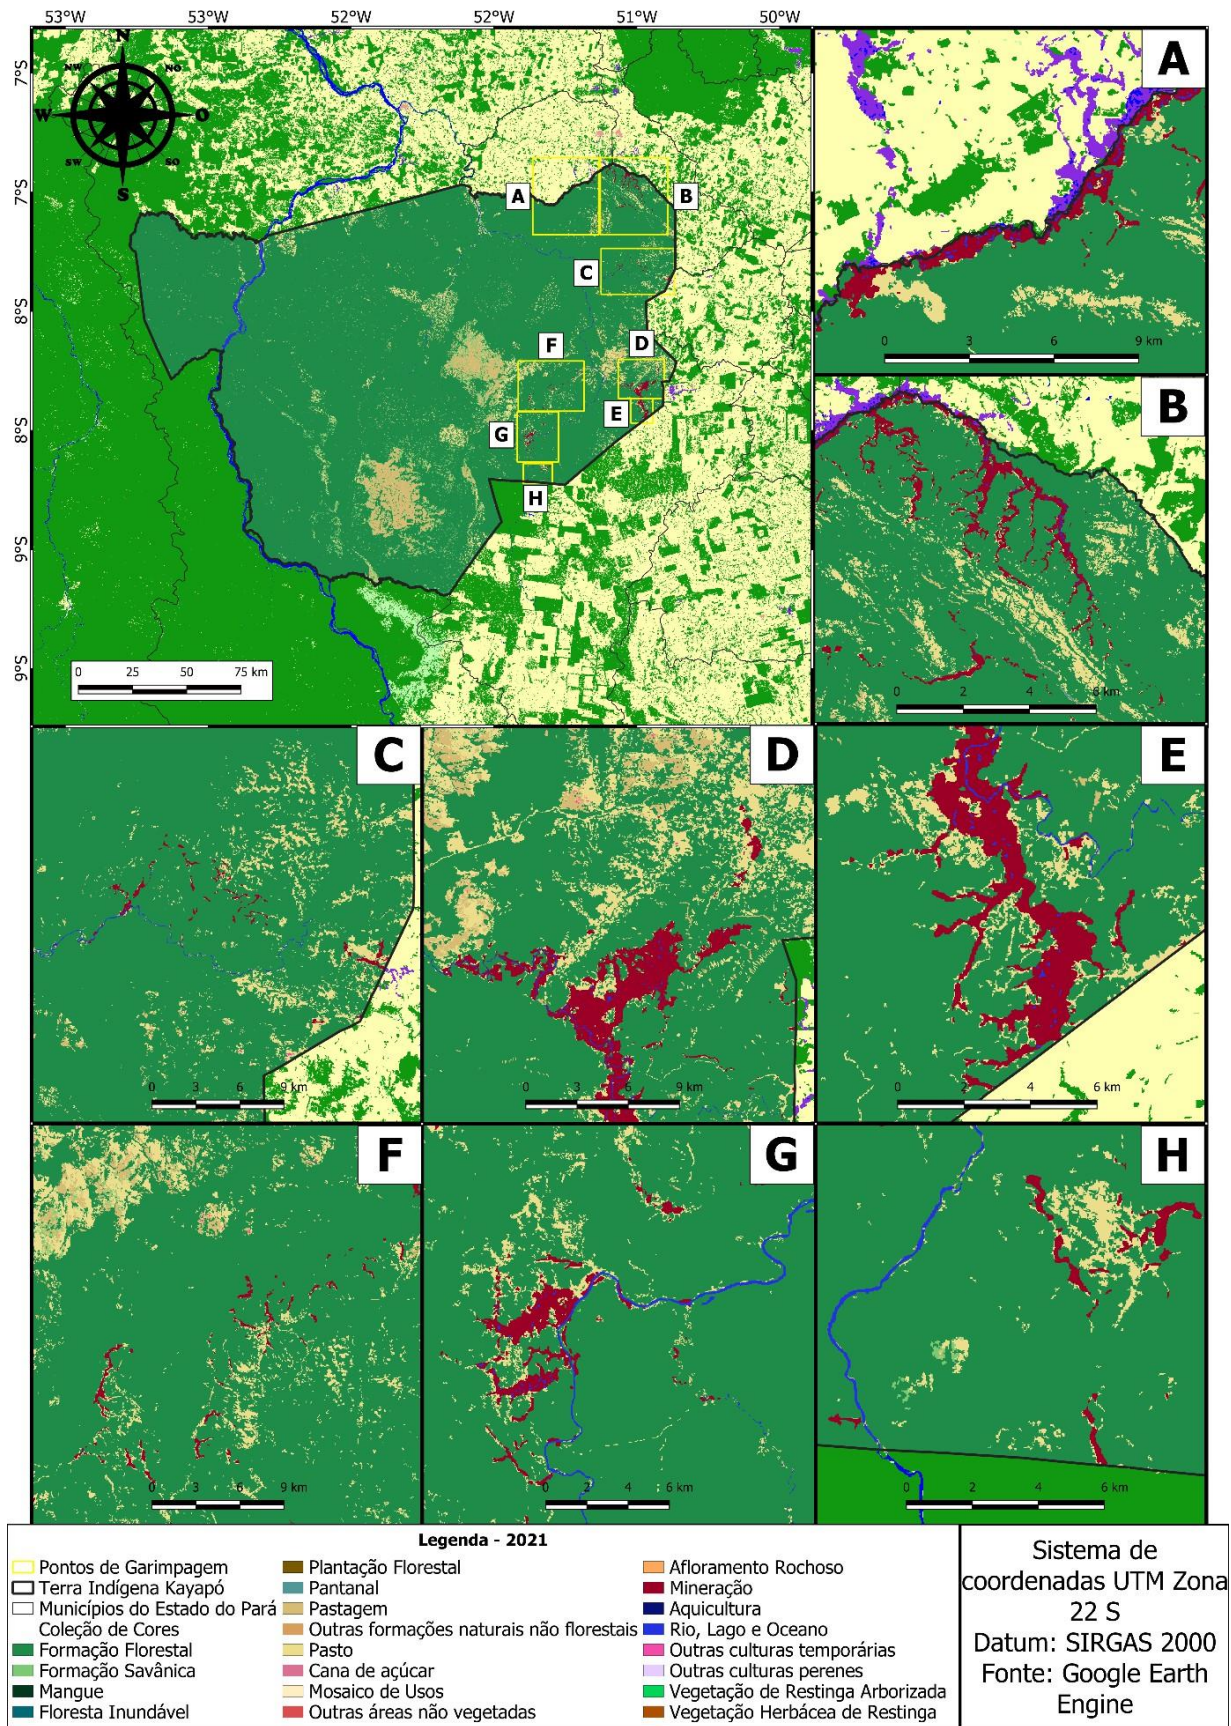 53°W 53°W 52°W 52°W 51°W 51°W 50°W
7°S
7°S
8°S
8°S
9°S
9°S
N
NW NO
W O
SW SO
S
A
B
C
F
D
E
G
H
0 25 50 75 km
A
0 3 6 9 km
B
0 2 4 6 km
C
0 3 6 9 km
D
0 3 6 9 km
E
0 2 4 6 km
F
0 3 6 9 km
G
0 2 4 6 km
H
0 2 4 6 km
Legenda - 2021
Pontos de Garimpagem
Terra Indígena Kayapó
Municípios do Estado do Pará
Coleção de Cores
Formação Florestal
Formação Savânica
Mangue
Floresta Inundável
Plantação Florestal
Pantanal
Pastagem
Outras formações naturais não florestais
Pasto
Cana de açúcar
Mosaico de Usos
Outras áreas não vegetadas
Afloramento Rochoso
Mineração
Aquicultura
Rio, Lago e Oceano
Outras culturas temporárias
Outras culturas perenes
Vegetação de Restinga Arborizada
Vegetação Herbácea de Restinga
Sistema de
coordenadas UTM Zona
22 S
Datum: SIRGAS 2000
Fonte: Google Earth
Engine